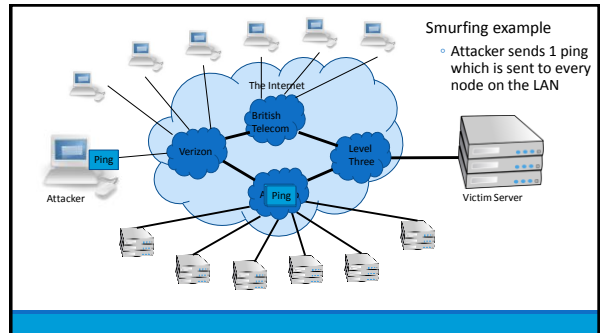 Smurfing example
Attacker sends 1 ping
which is sent to every
node on the LAN
The Internet
British
Telecom
Verizon
Level
Three
Ping
Attacker
Ping
Victim Server